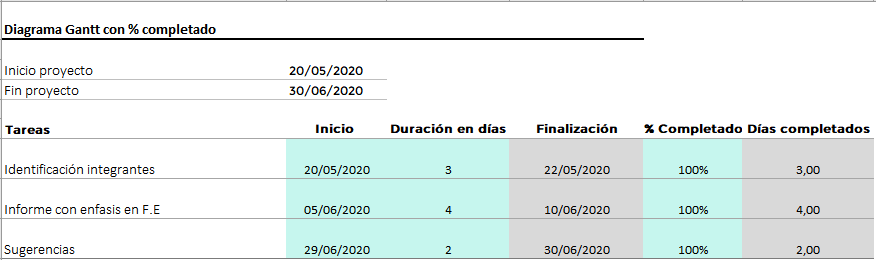 Diagrama Gantt con % completado
Inicio proyecto 20/05/2020
Fin proyecto 30/06/2020
Tareas Inicio Duración en días Finalización % Completado Días completados
Identificación integrantes 20/05/2020 3 22/05/2020 100% 3,00
Informe con enfasis en F.E 05/06/2020 4 10/06/2020 100% 4,00
Sugerencias 29/06/2020 2 30/06/2020 100% 2,00